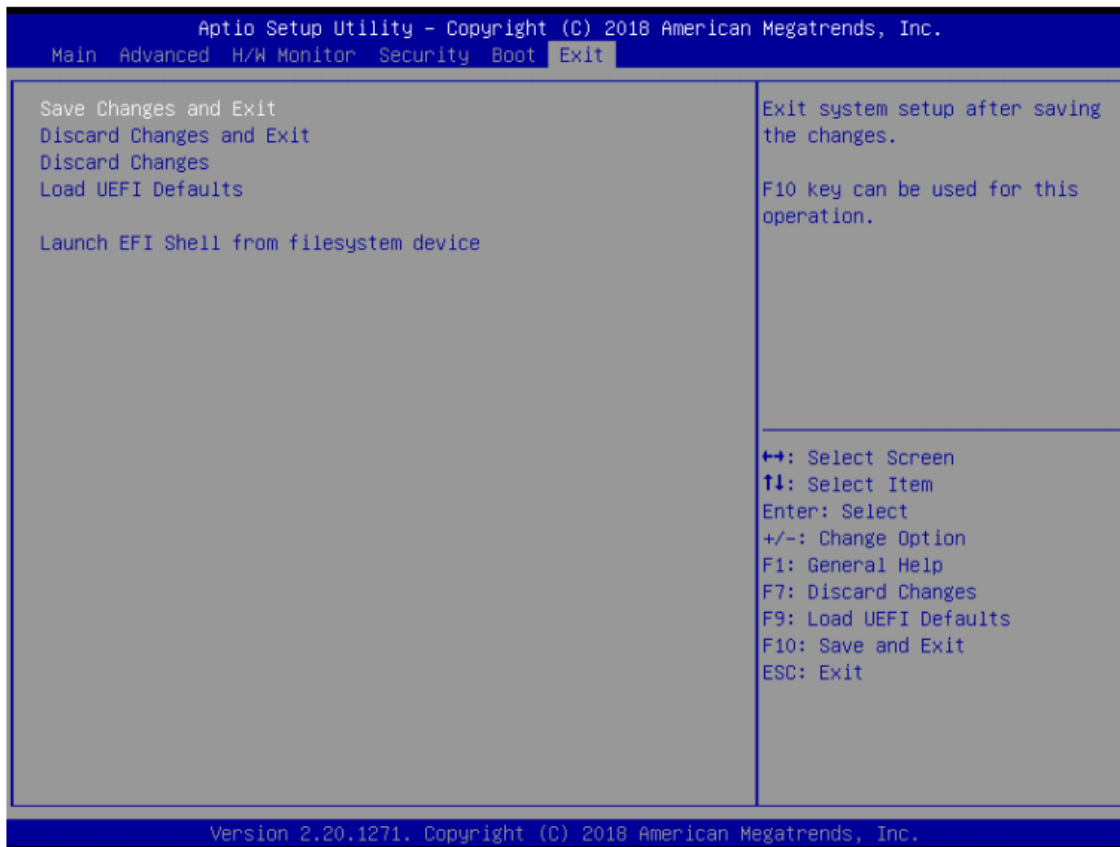 Aptio Setup Utility – Copyright (C) 2018 American Megatrends, Inc.
Main Advanced H/W Monitor Security Boot Exit
Save Changes and Exit
Discard Changes and Exit
Discard Changes
Load UEFI Defaults
Launch EFI Shell from filesystem device
Exit system setup after saving
the changes.
F10 key can be used for this
operation.
↔: Select Screen
↑↓: Select Item
Enter: Select
+/-: Change Option
F1: General Help
F7: Discard Changes
F9: Load UEFI Defaults
F10: Save and Exit
ESC: Exit
Version 2.20.1271. Copyright (C) 2018 American Megatrends, Inc.